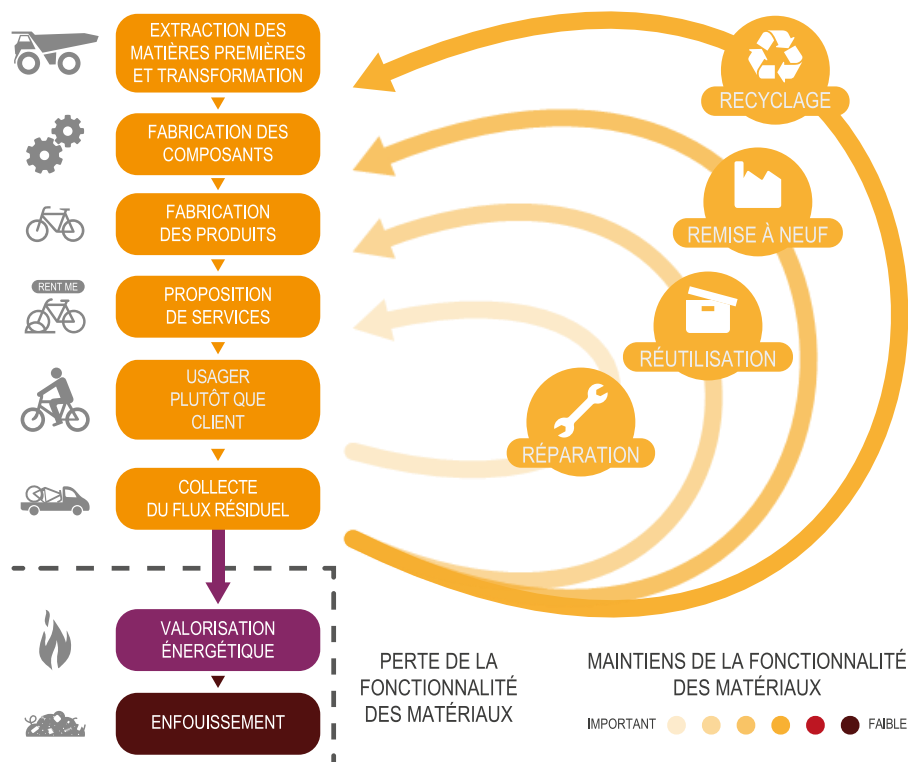 EXTRACTION DES
MATIÈRES PREMIÈRES
ET TRANSFORMATION
FABRICATION DES
COMPOSANTS
FABRICATION
DES PRODUITS
RENT ME
PROPOSITION
DE SERVICES
USAGER
PLUTÔT QUE
CLIENT
COLLECTE
DU FLUX RÉSIDUEL
VALORISATION
ÉNERGÉTIQUE
ENFOUISSEMENT
RECYCLAGE
REMISE À NEUF
RÉUTILISATION
RÉPARATION
PERTE DE LA
FONCTIONNALITÉ
DES MATÉRIAUX
MAINTIENS DE LA FONCTIONNALITÉ
DES MATÉRIAUX
IMPORTANT
FAIBLE